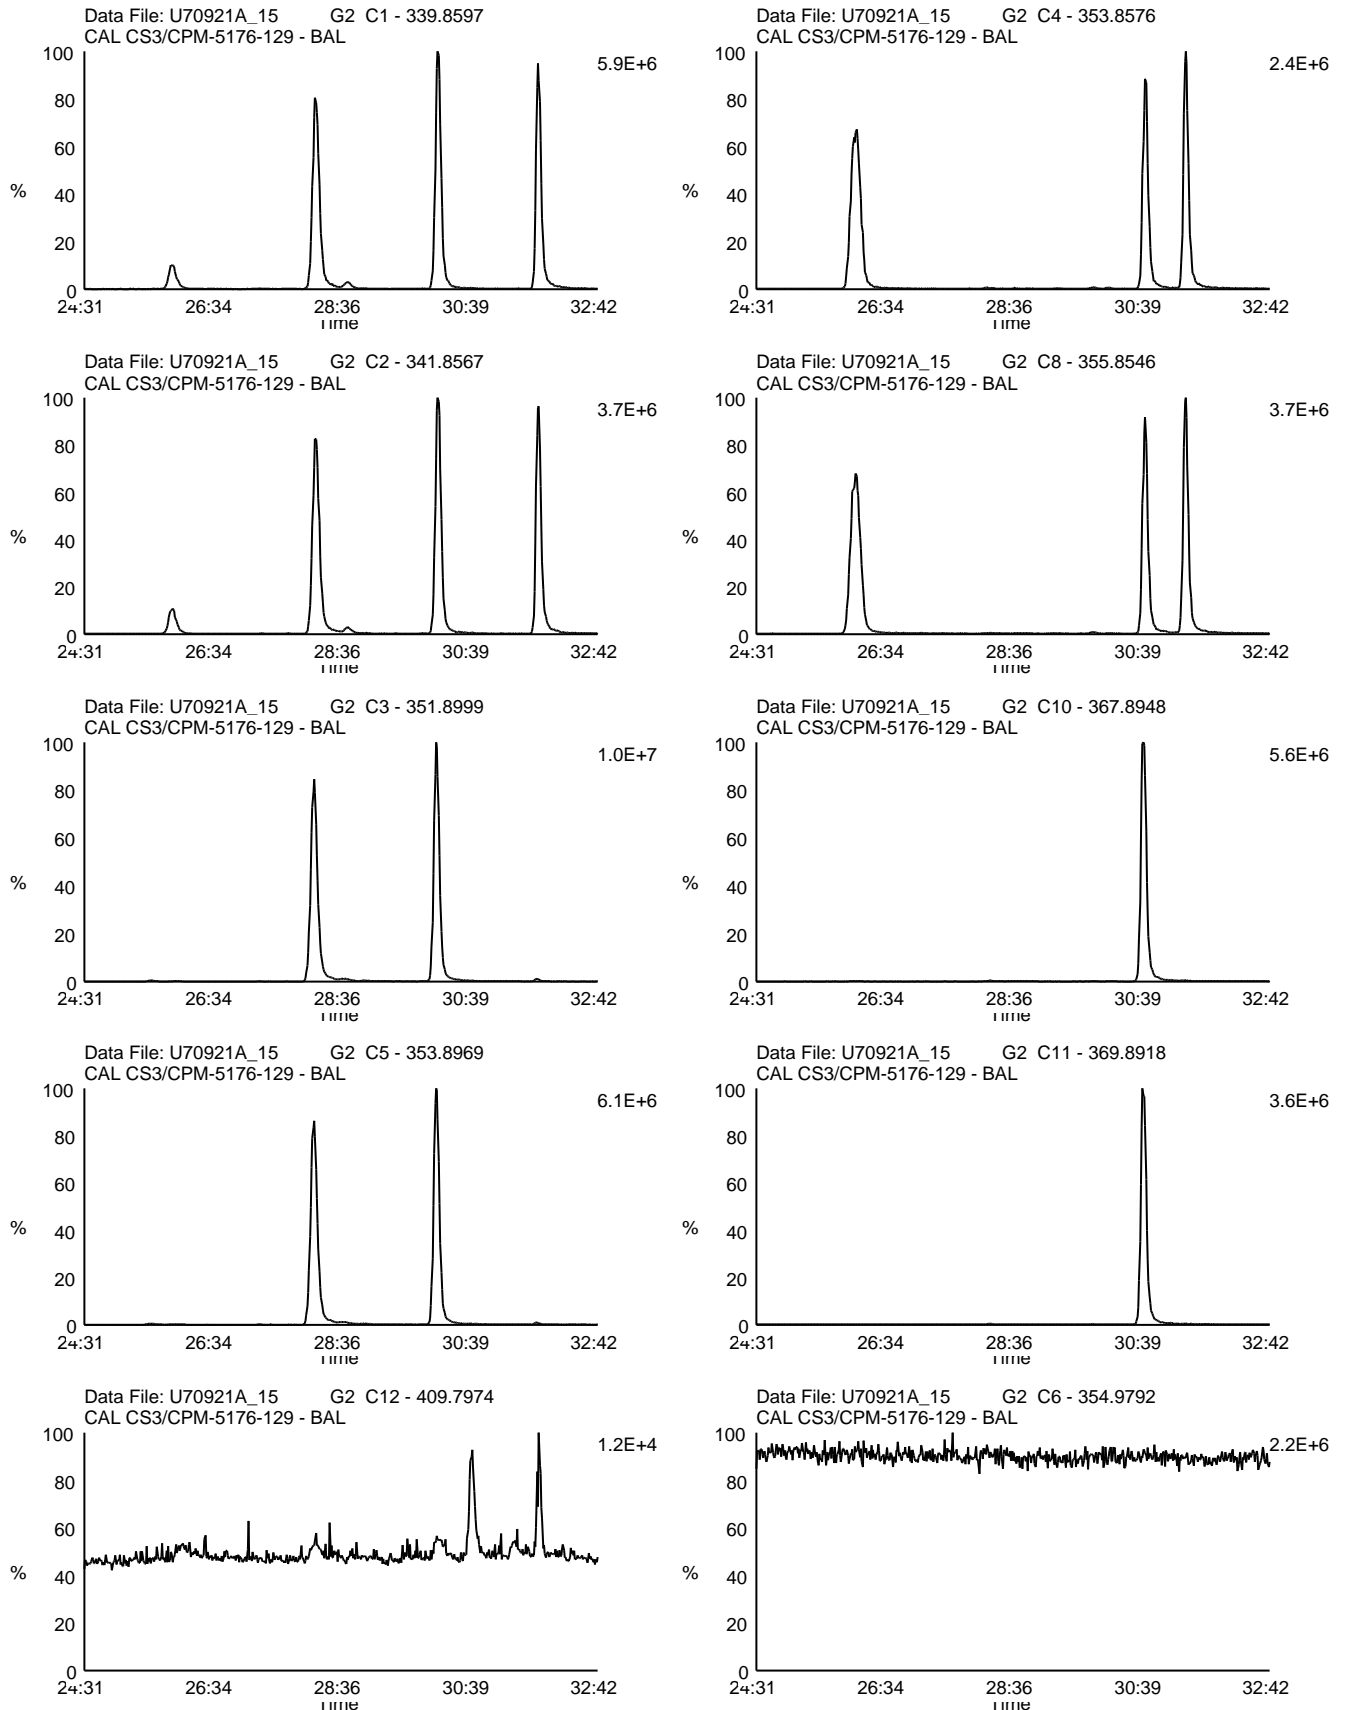 Data File: U70921A_15 G2 C1 - 339.8597
CAL CS3/CPM-5176-129 - BAL
5.9E+6
100
80
60
%
40
20
0
24:31 26:34 28:36 30:39 32:42
Time
Data File: U70921A_15 G2 C4 - 353.8576
CAL CS3/CPM-5176-129 - BAL
2.4E+6
100
80
60
%
40
20
0
24:31 26:34 28:36 30:39 32:42
Time
Data File: U70921A_15 G2 C2 - 341.8567
CAL CS3/CPM-5176-129 - BAL
3.7E+6
100
80
60
%
40
20
0
24:31 26:34 28:36 30:39 32:42
Time
Data File: U70921A_15 G2 C8 - 355.8546
CAL CS3/CPM-5176-129 - BAL
3.7E+6
100
80
60
%
40
20
0
24:31 26:34 28:36 30:39 32:42
Time
Data File: U70921A_15 G2 C3 - 351.8999
CAL CS3/CPM-5176-129 - BAL
1.0E+7
100
80
60
%
40
20
0
24:31 26:34 28:36 30:39 32:42
Time
Data File: U70921A_15 G2 C10 - 367.8948
CAL CS3/CPM-5176-129 - BAL
5.6E+6
100
80
60
%
40
20
0
24:31 26:34 28:36 30:39 32:42
Time
Data File: U70921A_15 G2 C5 - 353.8969
CAL CS3/CPM-5176-129 - BAL
6.1E+6
100
80
60
%
40
20
0
24:31 26:34 28:36 30:39 32:42
Time
Data File: U70921A_15 G2 C11 - 369.8918
CAL CS3/CPM-5176-129 - BAL
3.6E+6
100
80
60
%
40
20
0
24:31 26:34 28:36 30:39 32:42
Time
Data File: U70921A_15 G2 C12 - 409.7974
CAL CS3/CPM-5176-129 - BAL
1.2E+4
100
80
60
%
40
20
0
24:31 26:34 28:36 30:39 32:42
Time
Data File: U70921A_15 G2 C6 - 354.9792
CAL CS3/CPM-5176-129 - BAL
2.2E+6
100
80
60
%
40
20
0
24:31 26:34 28:36 30:39 32:42
Time